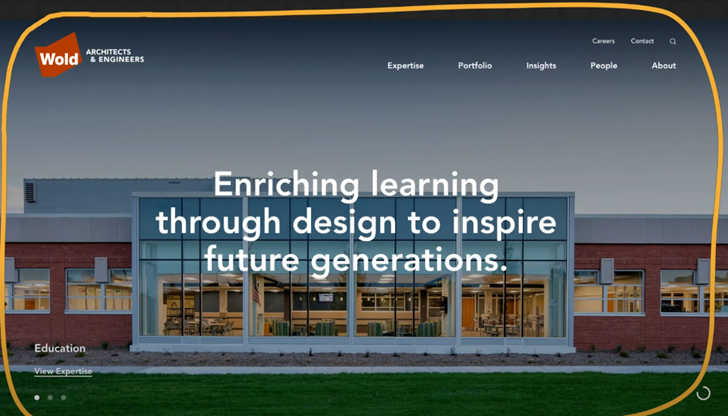 Careers Contact
Wold ARCHITECTS
& ENGINEERS
Expertise Portfolio Insights People About
Enriching learning
through design to inspire
future generations.
Education
View Expertise